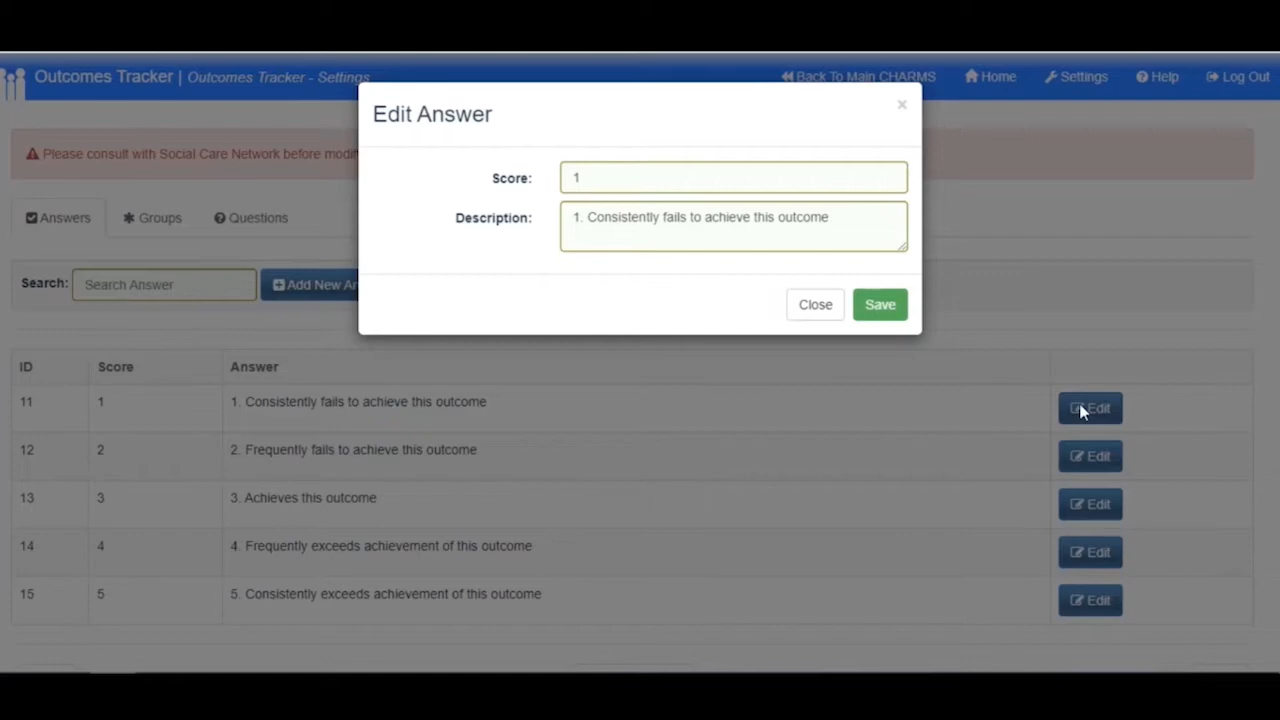 Outcomes Tracker | Outcomes Tracker - Settings
Back To Main CHARMS
Home
Settings
Help
Log Out
Edit Answer
×
Please consult with Social Care Network before
Score: 1
Description: 1. Consistently fails to achieve this outcome
Answers
Groups
Questions
Search: Search Answer
Add New
Close
Save
ID Score Answer
11 1 1. Consistently fails to achieve this outcome Edit
12 2 2. Frequently fails to achieve this outcome Edit
13 3 3. Achieves this outcome Edit
14 4 4. Frequently exceeds achievement of this outcome Edit
15 5 5. Consistently exceeds achievement of this outcome Edit